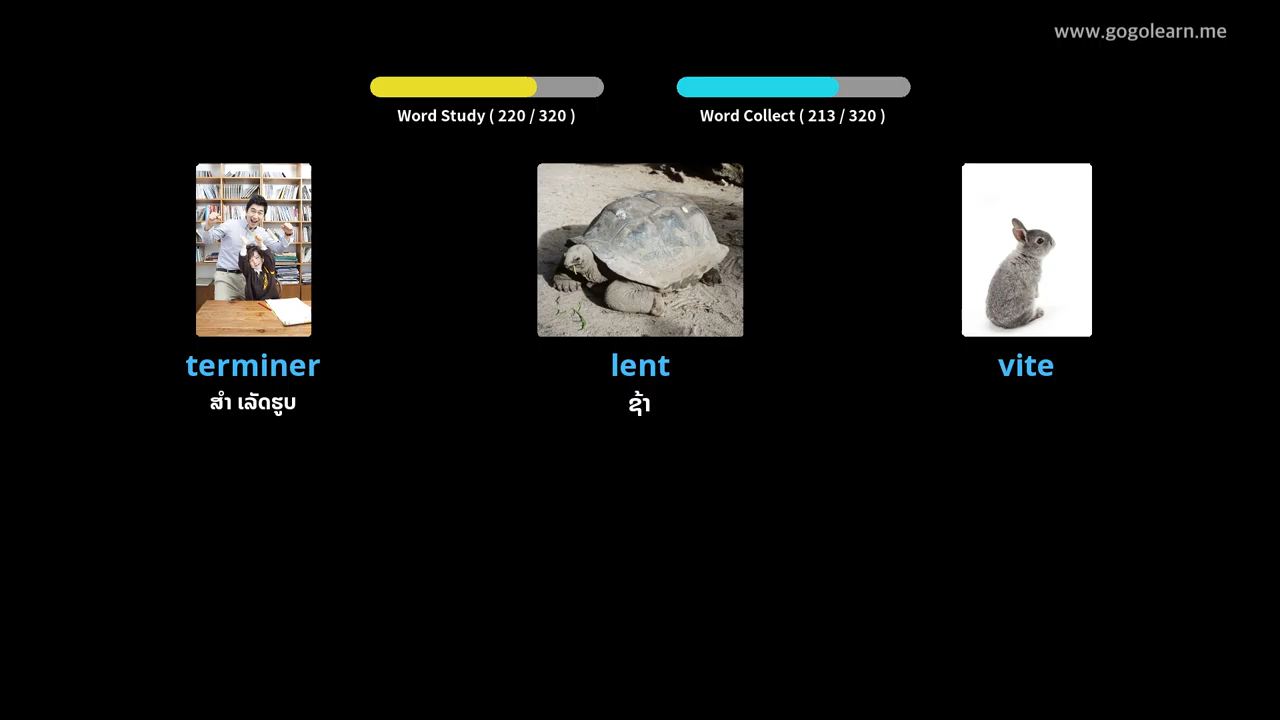 www.gogolearn.me
Word Study ( 220 / 320 )
Word Collect ( 213 / 320 )
terminer
lent
vite
ສຳ ເລັດຮູບ
ຊ້າ